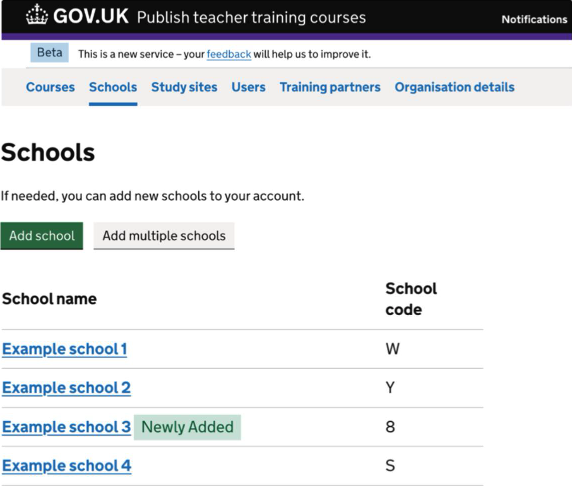 GOV.UK Publish teacher training courses
Notifications
Beta This is a new service – your feedback will help us to improve it.
Courses Schools Study sites Users Training partners Organisation details
Schools
If needed, you can add new schools to your account.
Add school Add multiple schools
School name School code
Example school 1 W
Example school 2 Y
Example school 3 Newly Added 8
Example school 4 S